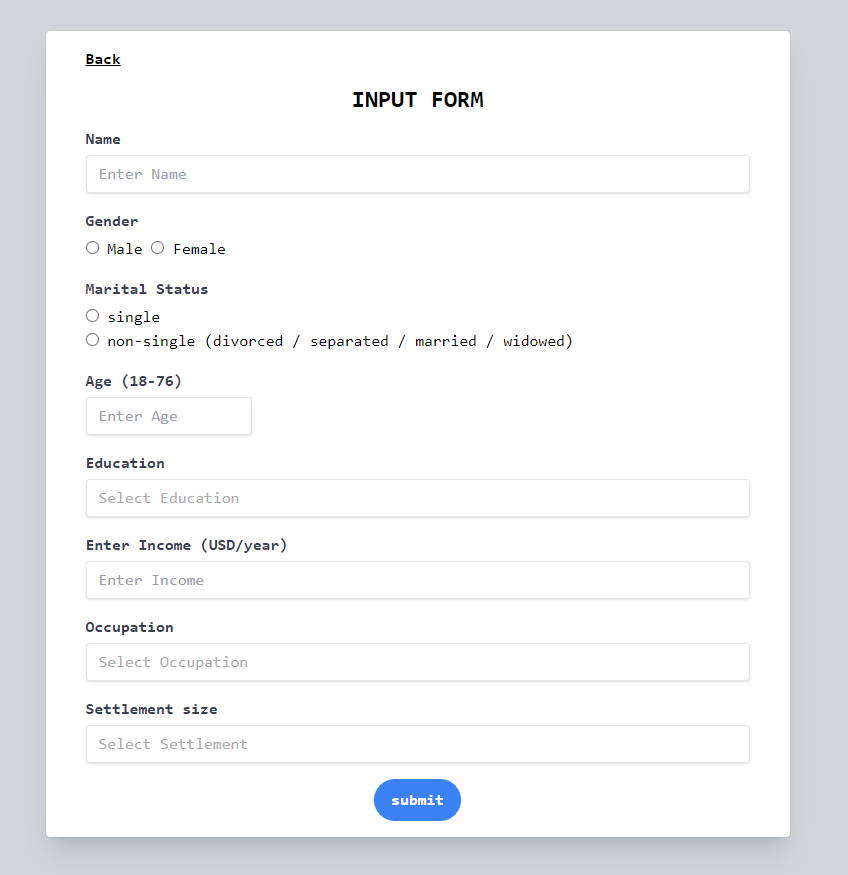 Back
INPUT FORM
Name
Enter Name
Gender
Male Female
Marital Status
single
non-single (divorced / separated / married / widowed)
Age (18-76)
Enter Age
Education
Select Education
Enter Income (USD/year)
Enter Income
Occupation
Select Occupation
Settlement size
Select Settlement
submit